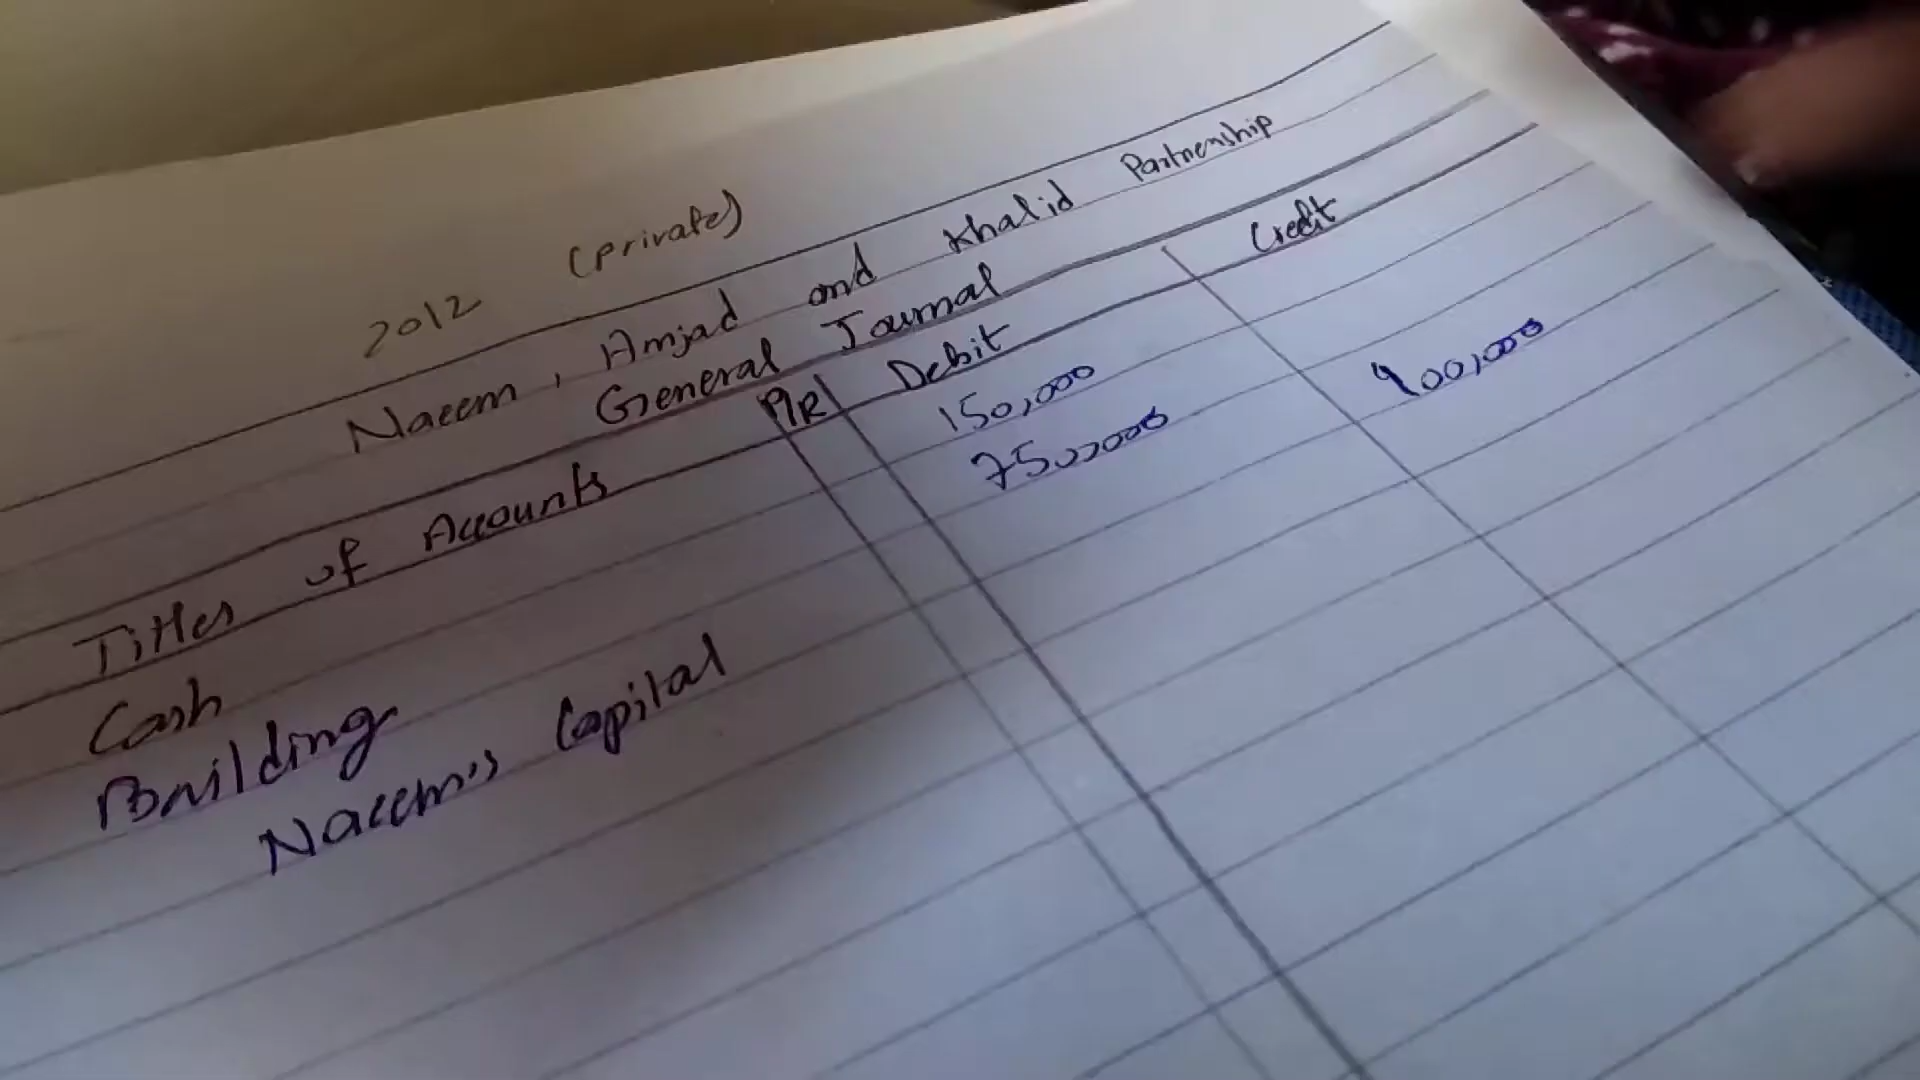 2012 (private)
Naeem, Amjad and Khalid Partnership
General Journal
Titles of Accounts P/R Debit Credit
Cash 150,000
Building 750,000
Naeem's Capital 900,000